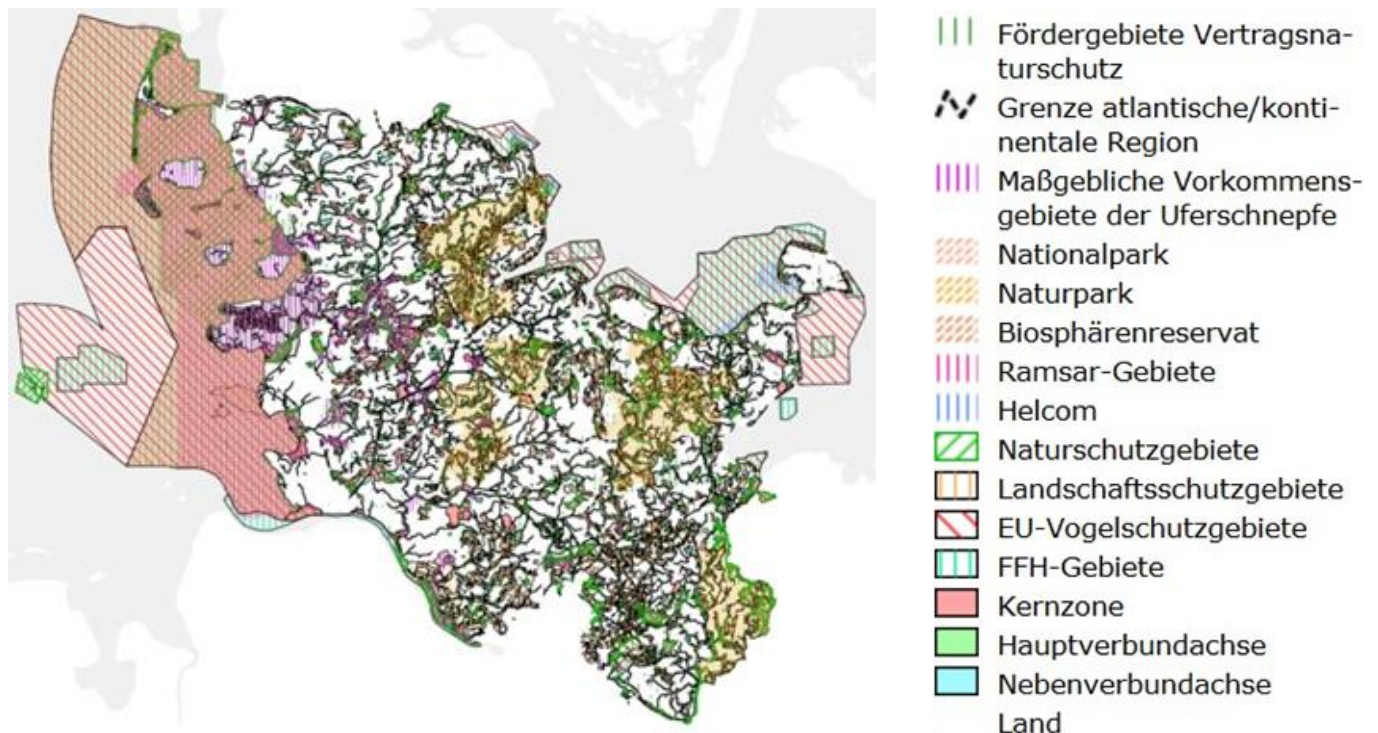 Fördergebiete Vertragsna-
turschutz
Grenze atlantische/konti-
nentale Region
Maßgebliche Vorkommens-
gebiete der Uferschnepfe
Nationalpark
Naturpark
Biosphärenreservat
Ramsar-Gebiete
Helcom
Naturschutzgebiete
Landschaftsschutzgebiete
EU-Vogelschutzgebiete
FFH-Gebiete
Kernzone
Hauptverbundachse
Nebenverbundachse
Land